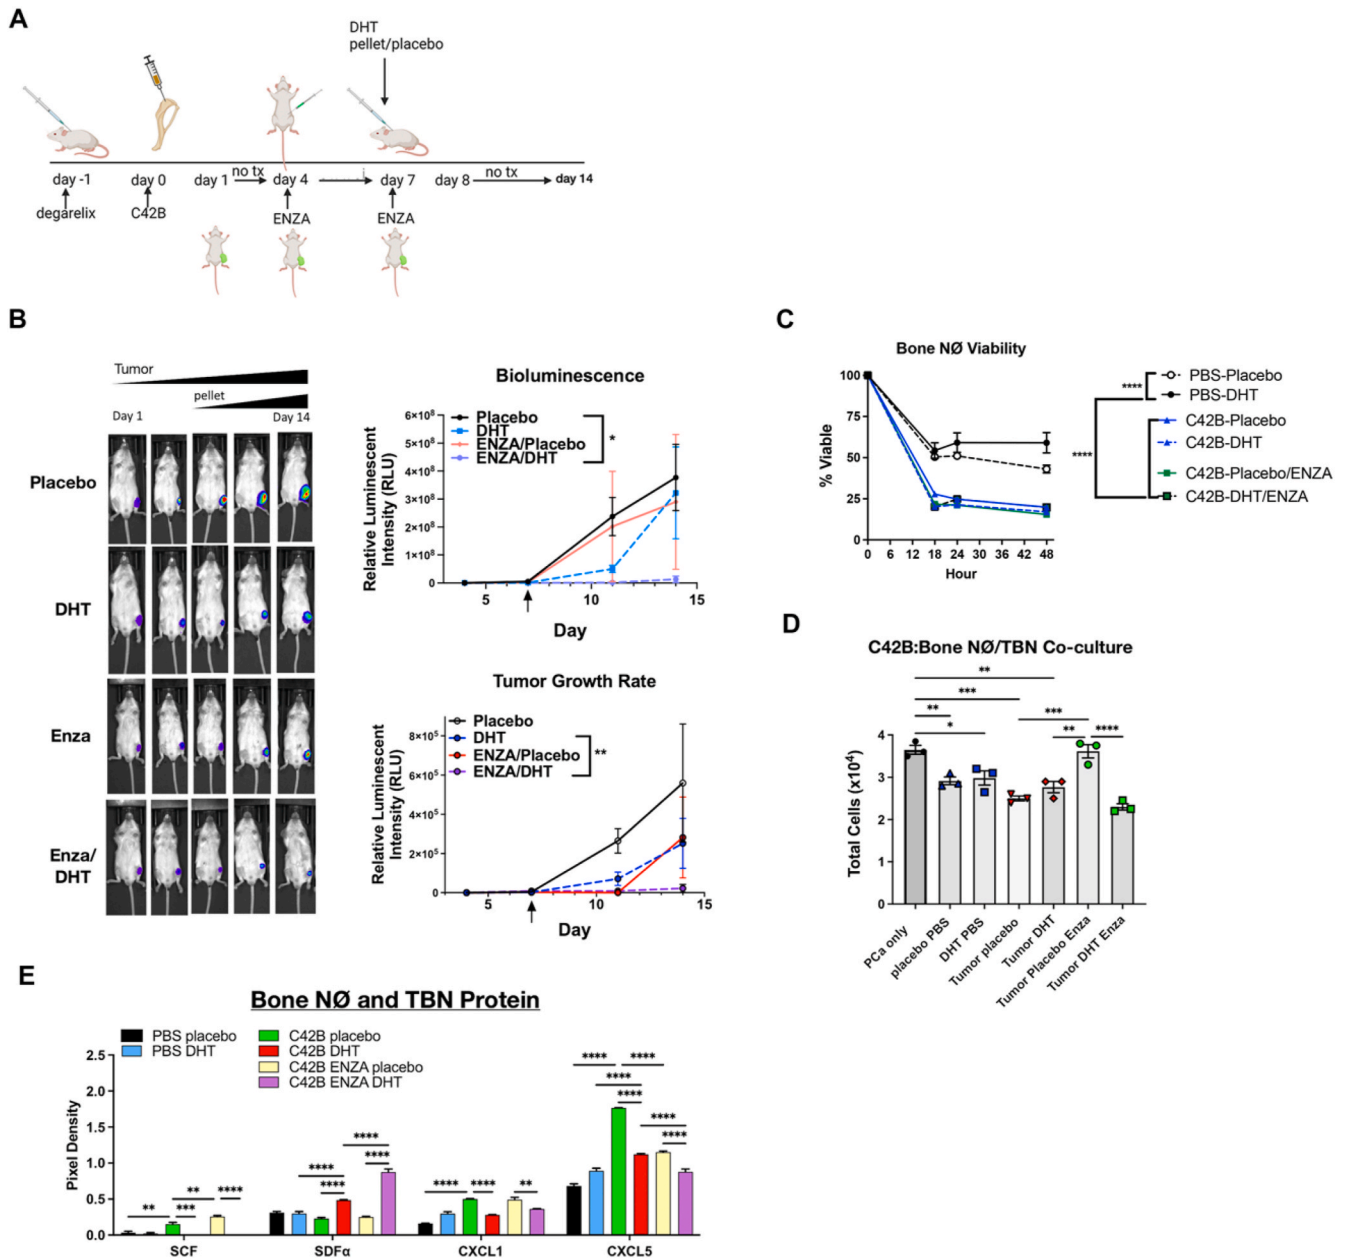 A
DHT
pellet/placebo
day -1
day 0
day 1
no tx
day 4
day 7
day 8
no tx
day 14
degarelix
C42B
ENZA
ENZA
B
Tumor
pellet
Day 1
Day 14
Placebo
DHT
Enza
Enza/
DHT
Bioluminescence
Relative Luminescent
Intensity (RLU)
6×10⁸
5×10⁸
4×10⁸
3×10⁸
2×10⁸
1×10⁸
0
Placebo
DHT
ENZA/Placebo
ENZA/DHT
*
5
10
15
Day
Tumor Growth Rate
Relative Luminescent
Intensity (RLU)
8×10⁵
6×10⁵
4×10⁵
2×10⁵
0
Placebo
DHT
ENZA/Placebo
ENZA/DHT
**
5
10
15
Day
C
Bone NØ Viability
% Viable
100
75
50
25
0
0 6 12 18 24 30 36 42 48
Hour
****
****
PBS-Placebo
PBS-DHT
C42B-Placebo
C42B-DHT
C42B-Placebo/ENZA
C42B-DHT/ENZA
D
C42B:Bone NØ/TBN Co-culture
**
***
** ***
* ** ****
Total Cells (x10⁴)
4
3
2
1
0
PCa only
placebo PBS
DHT PBS
Tumor placebo
Tumor DHT
Tumor Placebo Enza
Tumor DHT Enza
E
Bone NØ and TBN Protein
PBS placebo
PBS DHT
C42B placebo
C42B DHT
C42B ENZA placebo
C42B ENZA DHT
Pixel Density
2.5
2.0
1.5
1.0
0.5
0.0
** *** ** ****
**** **** **** ****
**** **** **
**** **** **** **** **** ****
SCF
SDFα
CXCL1
CXCL5